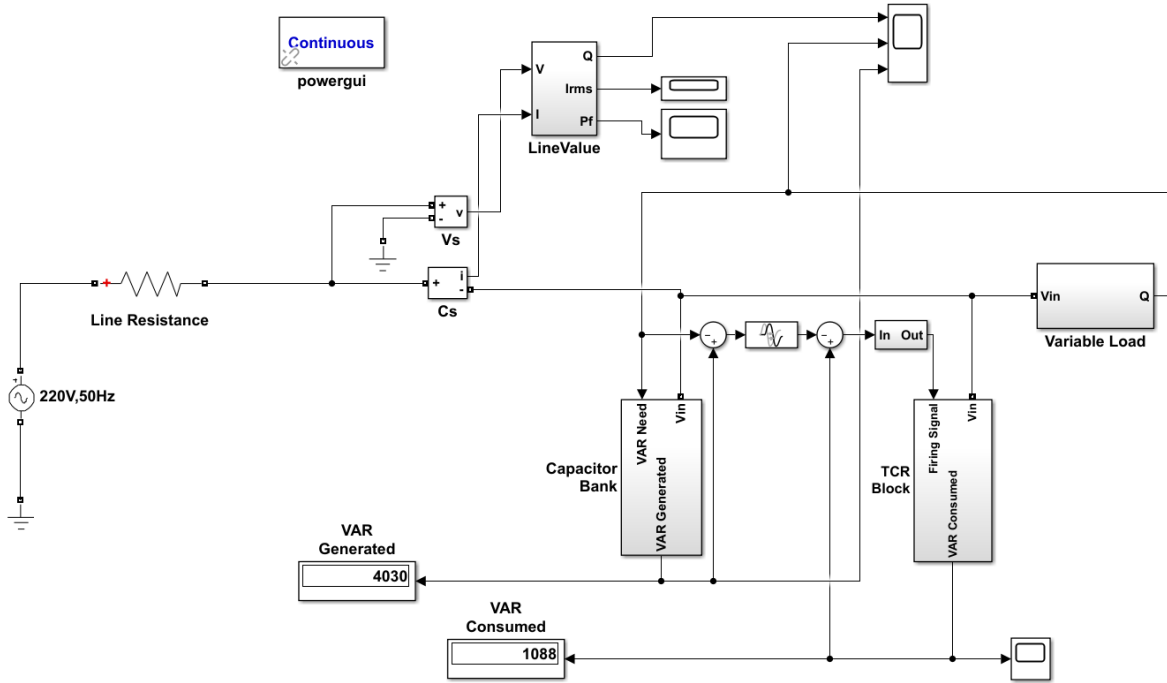 Continuous
powergui
V
I
Q
Irms
Pf
LineValue
+
-
v
Vs
+
i
-
Cs
+
Line Resistance
220V,50Hz
Vin
Q
Variable Load
-
+
-
+
In
Out
VAR Need
Vin
VAR Generated
Capacitor
Bank
Firing Signal
Vin
VAR Consumed
TCR
Block
VAR
Generated
4030
VAR
Consumed
1088